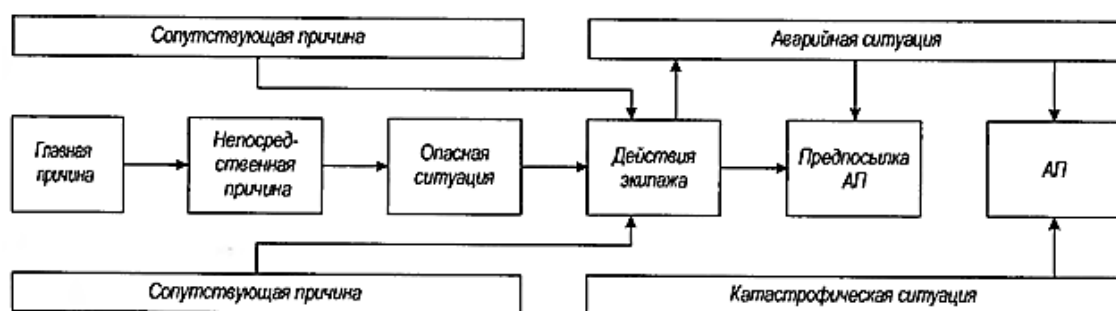 Сопутствующая причина
Аварийная ситуация
Главная
причина
Непосред-
ственная
причина
Опасная
ситуация
Действия
экипажа
Предпосылка
АП
АП
Сопутствующая причина
Катастрофическая ситуация